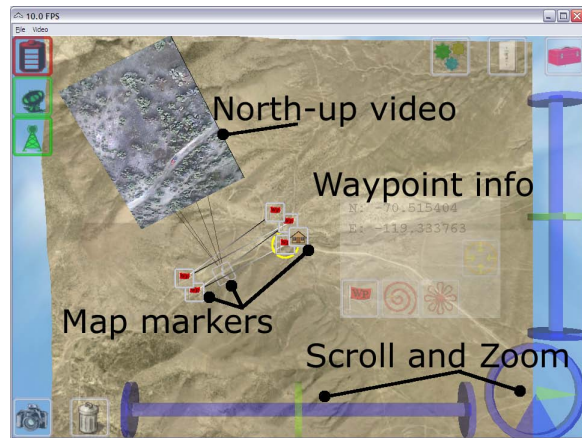 10.0 FPS
File Video
North-up video
Waypoint info
N: -70.515404
E: -119.333763
Map markers
Scroll and Zoom